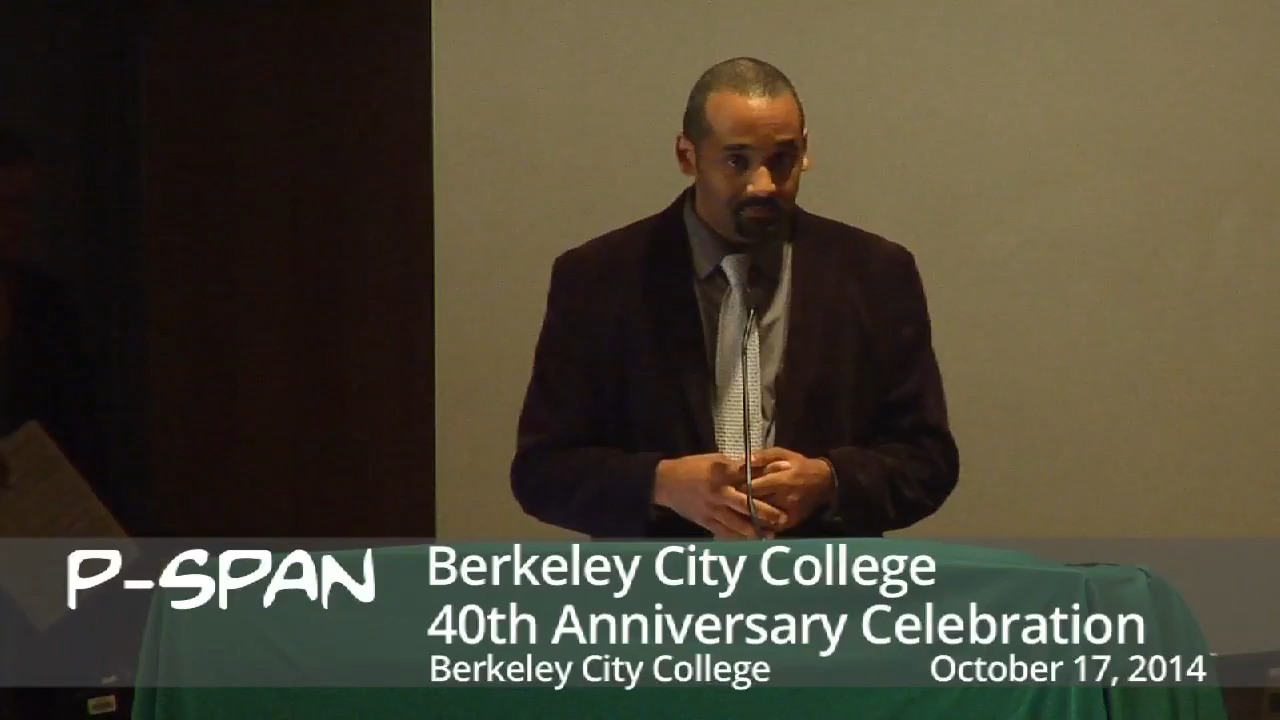 P-SPAN
Berkeley City College
40th Anniversary Celebration
Berkeley City College October 17, 2014